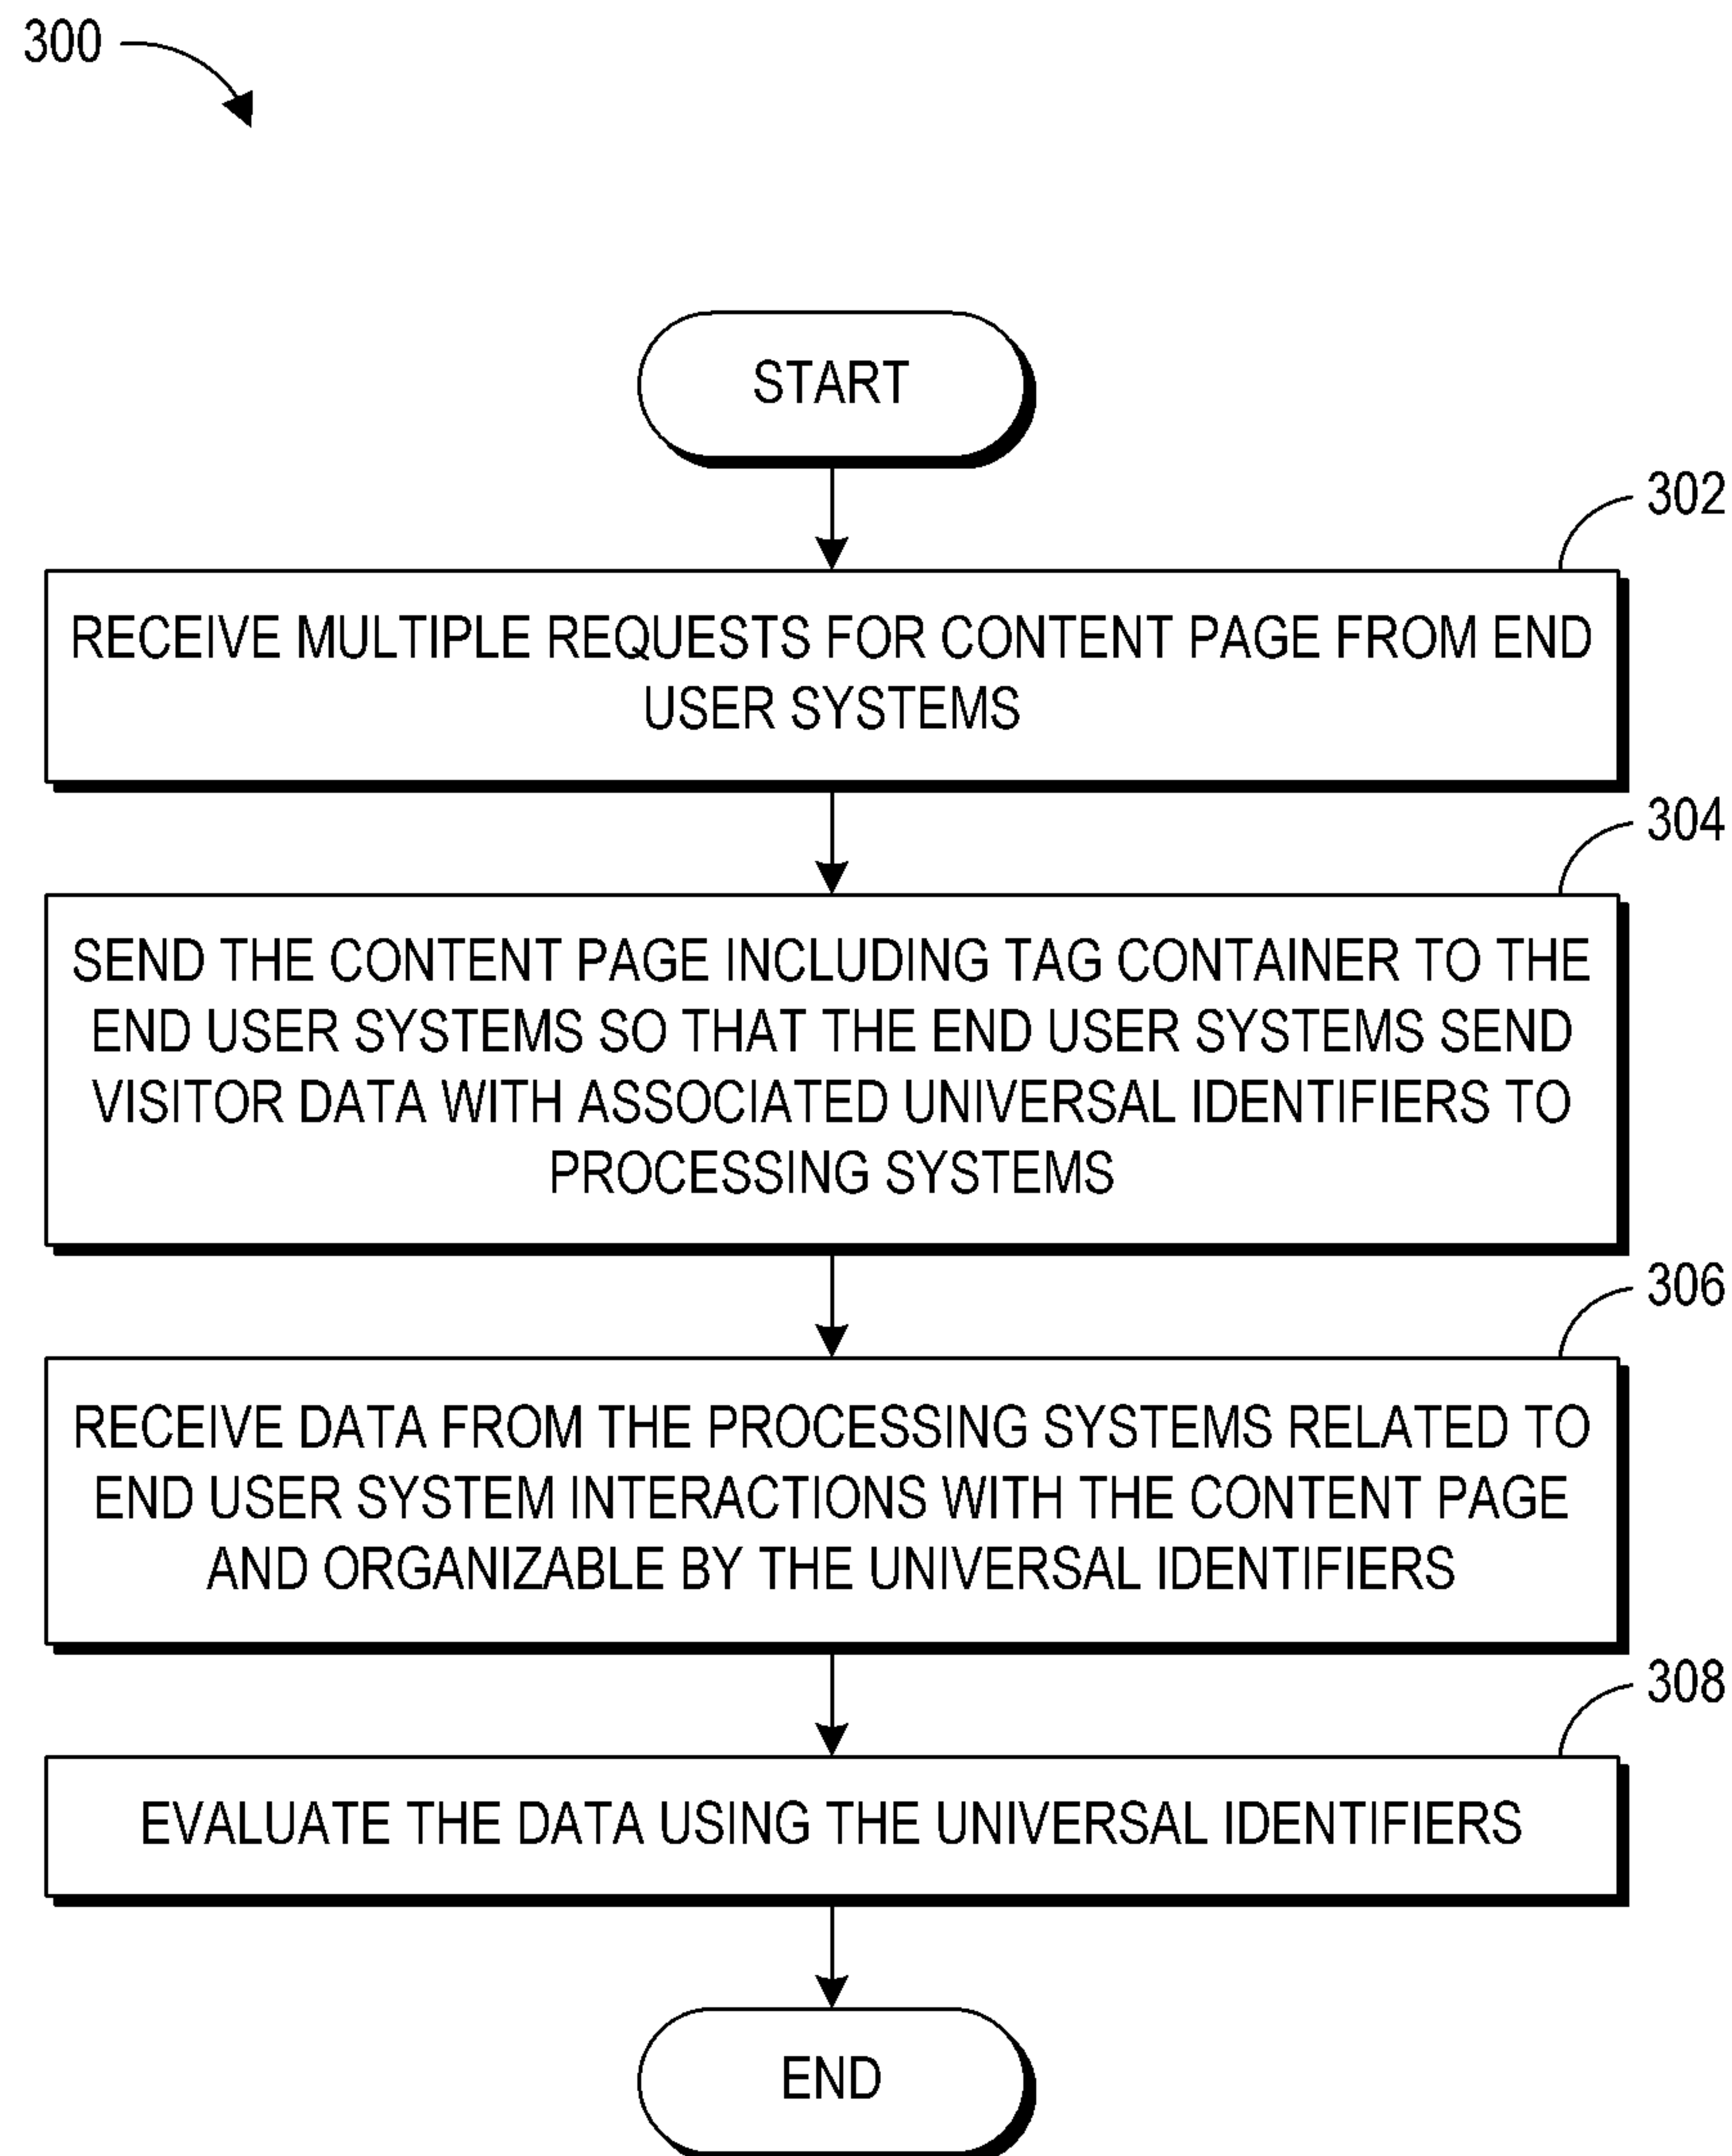 300
START
302
RECEIVE MULTIPLE REQUESTS FOR CONTENT PAGE FROM END
USER SYSTEMS
304
SEND THE CONTENT PAGE INCLUDING TAG CONTAINER TO THE
END USER SYSTEMS SO THAT THE END USER SYSTEMS SEND
VISITOR DATA WITH ASSOCIATED UNIVERSAL IDENTIFIERS TO
PROCESSING SYSTEMS
306
RECEIVE DATA FROM THE PROCESSING SYSTEMS RELATED TO
END USER SYSTEM INTERACTIONS WITH THE CONTENT PAGE
AND ORGANIZABLE BY THE UNIVERSAL IDENTIFIERS
308
EVALUATE THE DATA USING THE UNIVERSAL IDENTIFIERS
END